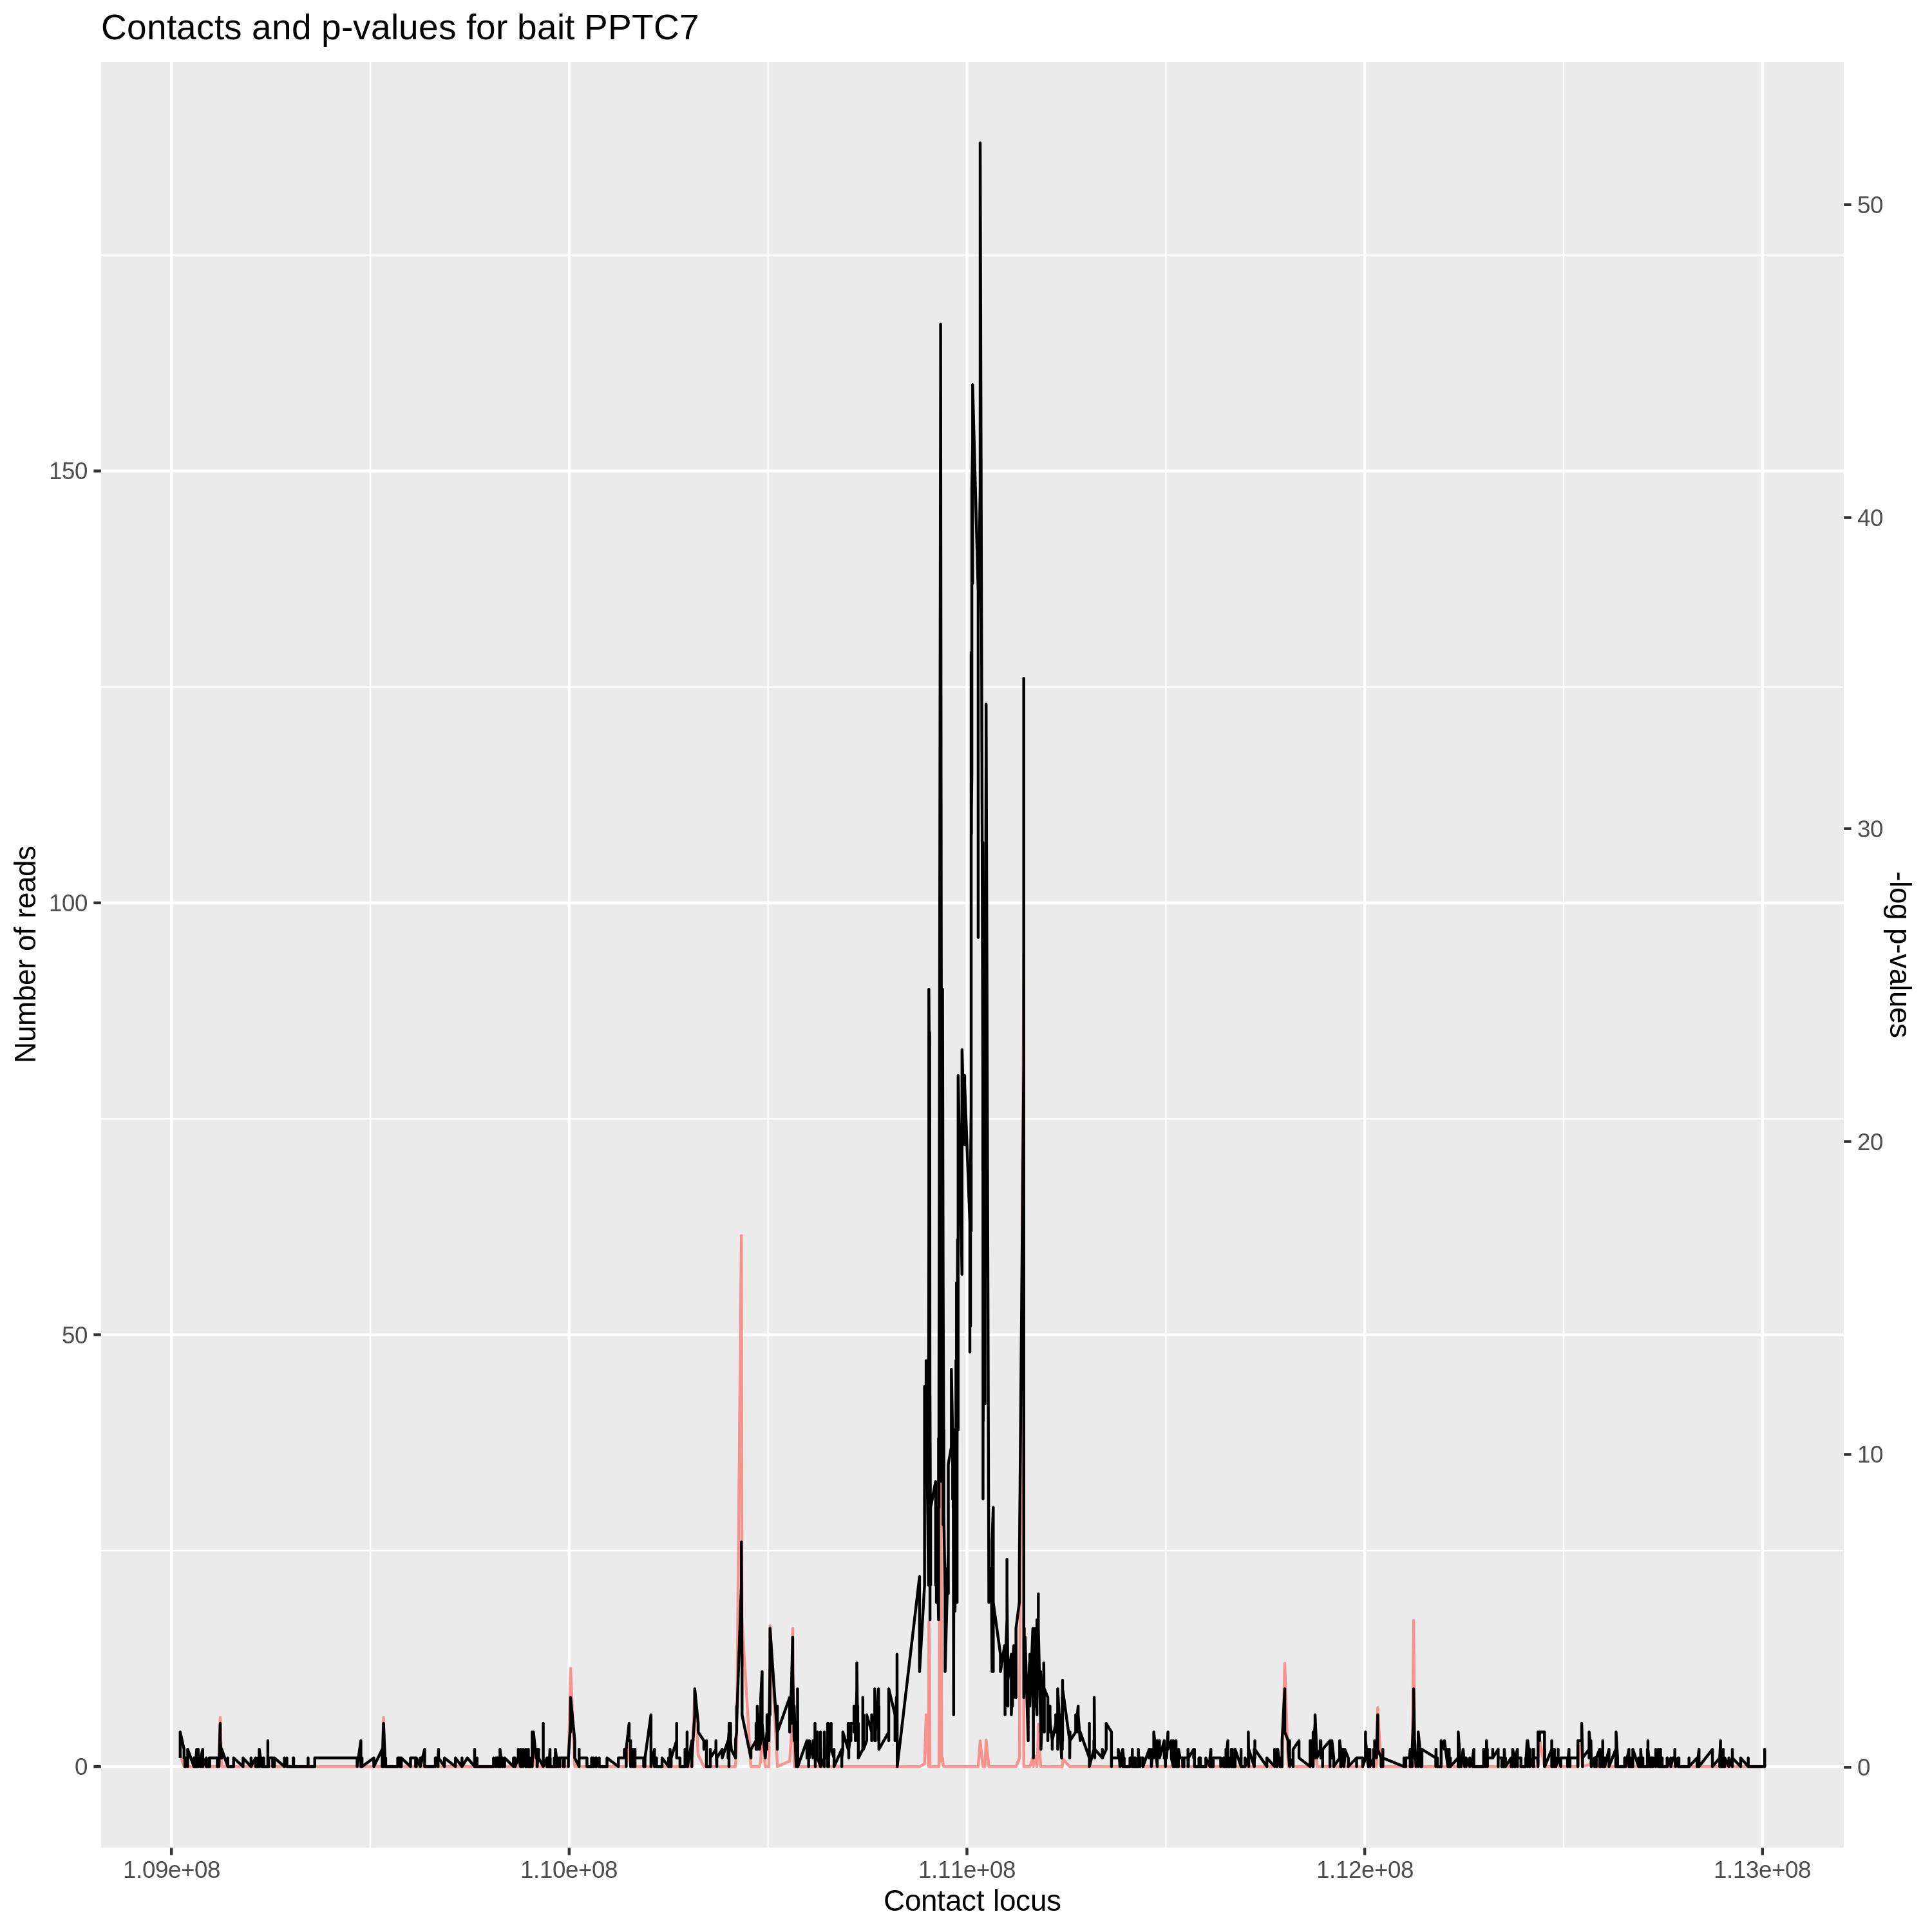 Contacts and p-values for bait PPTC7
Number of reads
150
100
50
0
50
40
30
20
10
0
-log p-values
1.09e+08
1.10e+08
1.11e+08
1.12e+08
1.13e+08
Contact locus